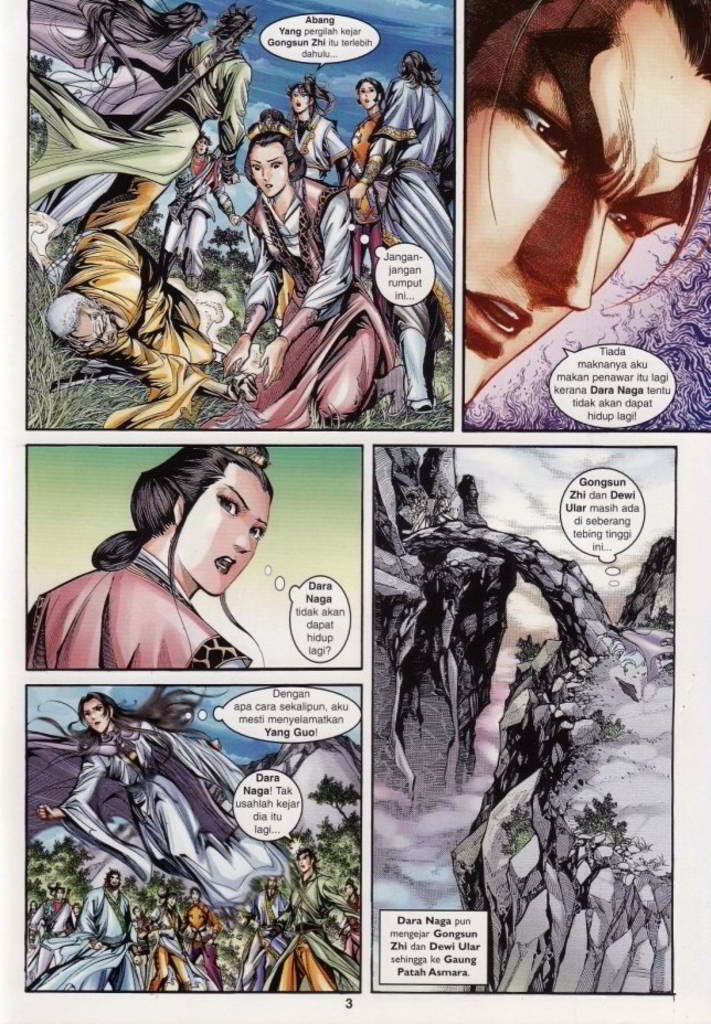 Abang
Yang pergilah kejar
Gongsun Zhi itu terlebih
dahulu...
Jangan-
jangan
rumput
ini...
Tiada
maknanya aku
makan penawar itu lagi
kerana Dara Naga tentu
tidak akan dapat
hidup lagi!
Dara
Naga
tidak akan
dapat
hidup
lagi?
Gongsun
Zhi dan Dewi
Ular masih ada
di seberang
tebing tinggi
ini...
Dengan
apa cara sekalipun, aku
mesti menyelamatkan
Yang Guo!
Dara
Naga! Tak
usahlah kejar
dia itu
lagi...
Dara Naga pun
mengejar Gongsun
Zhi dan Dewi Ular
sehingga ke Gaung
Patah Asmara.
3